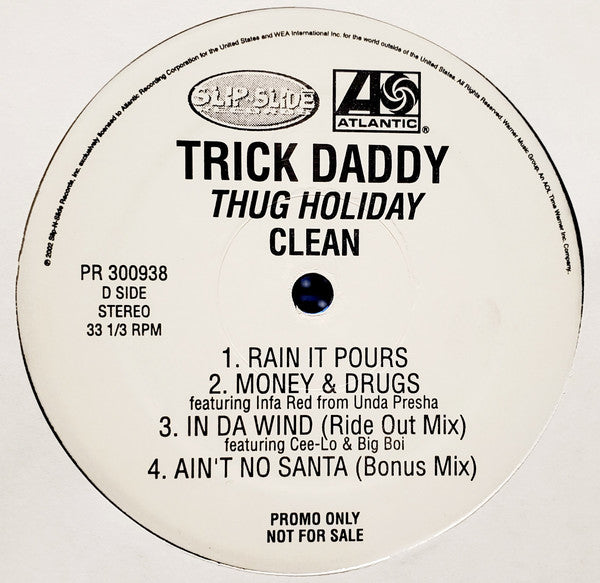 ℗ 2002 Slip-N-Slide Records, Inc. exclusively licensed to Atlantic Recording Corporation for the United States and WEA International Inc. for the world outside of the United States. All Rights Reserved. Warner Music Group. An AOL Time Warner Inc. Company.
SLIP·N·SLIDE
ATLANTIC®
TRICK DADDY
THUG HOLIDAY
CLEAN
PR 300938
D SIDE
STEREO
33 1/3 RPM
1. RAIN IT POURS
2. MONEY & DRUGS
featuring Infa Red from Unda Presha
3. IN DA WIND (Ride Out Mix)
featuring Cee-Lo & Big Boi
4. AIN'T NO SANTA (Bonus Mix)
PROMO ONLY
NOT FOR SALE